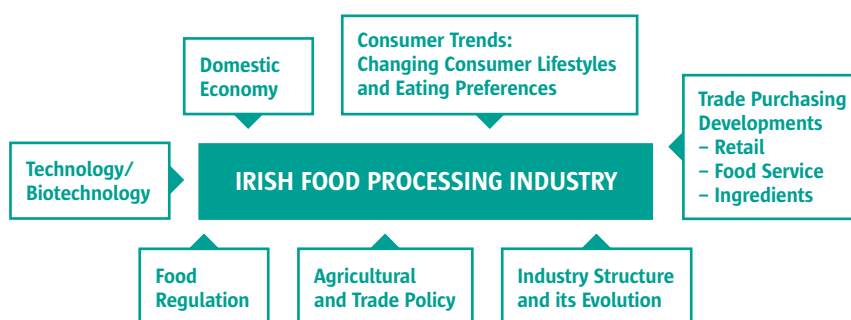 Domestic
Economy
Consumer Trends:
Changing Consumer Lifestyles
and Eating Preferences
Trade Purchasing
Developments
– Retail
– Food Service
– Ingredients
Technology/
Biotechnology
IRISH FOOD PROCESSING INDUSTRY
Food
Regulation
Agricultural
and Trade Policy
Industry Structure
and its Evolution